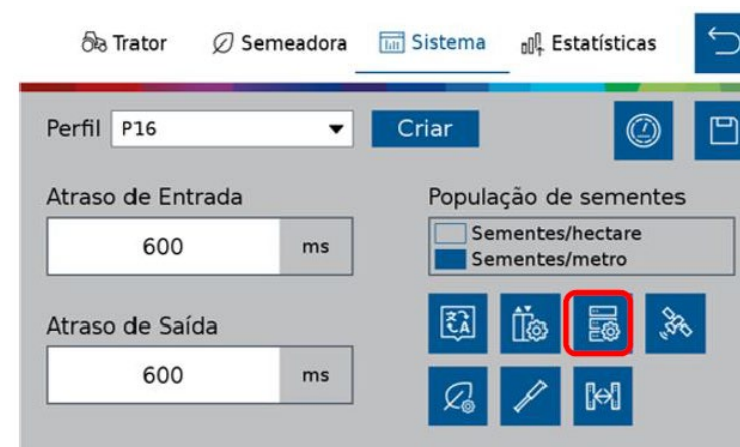 Trator Semeadora Sistema Estatísticas
Perfil P16 Criar
Atraso de Entrada
600 ms
População de sementes
Sementes/hectare
Sementes/metro
Atraso de Saída
600 ms